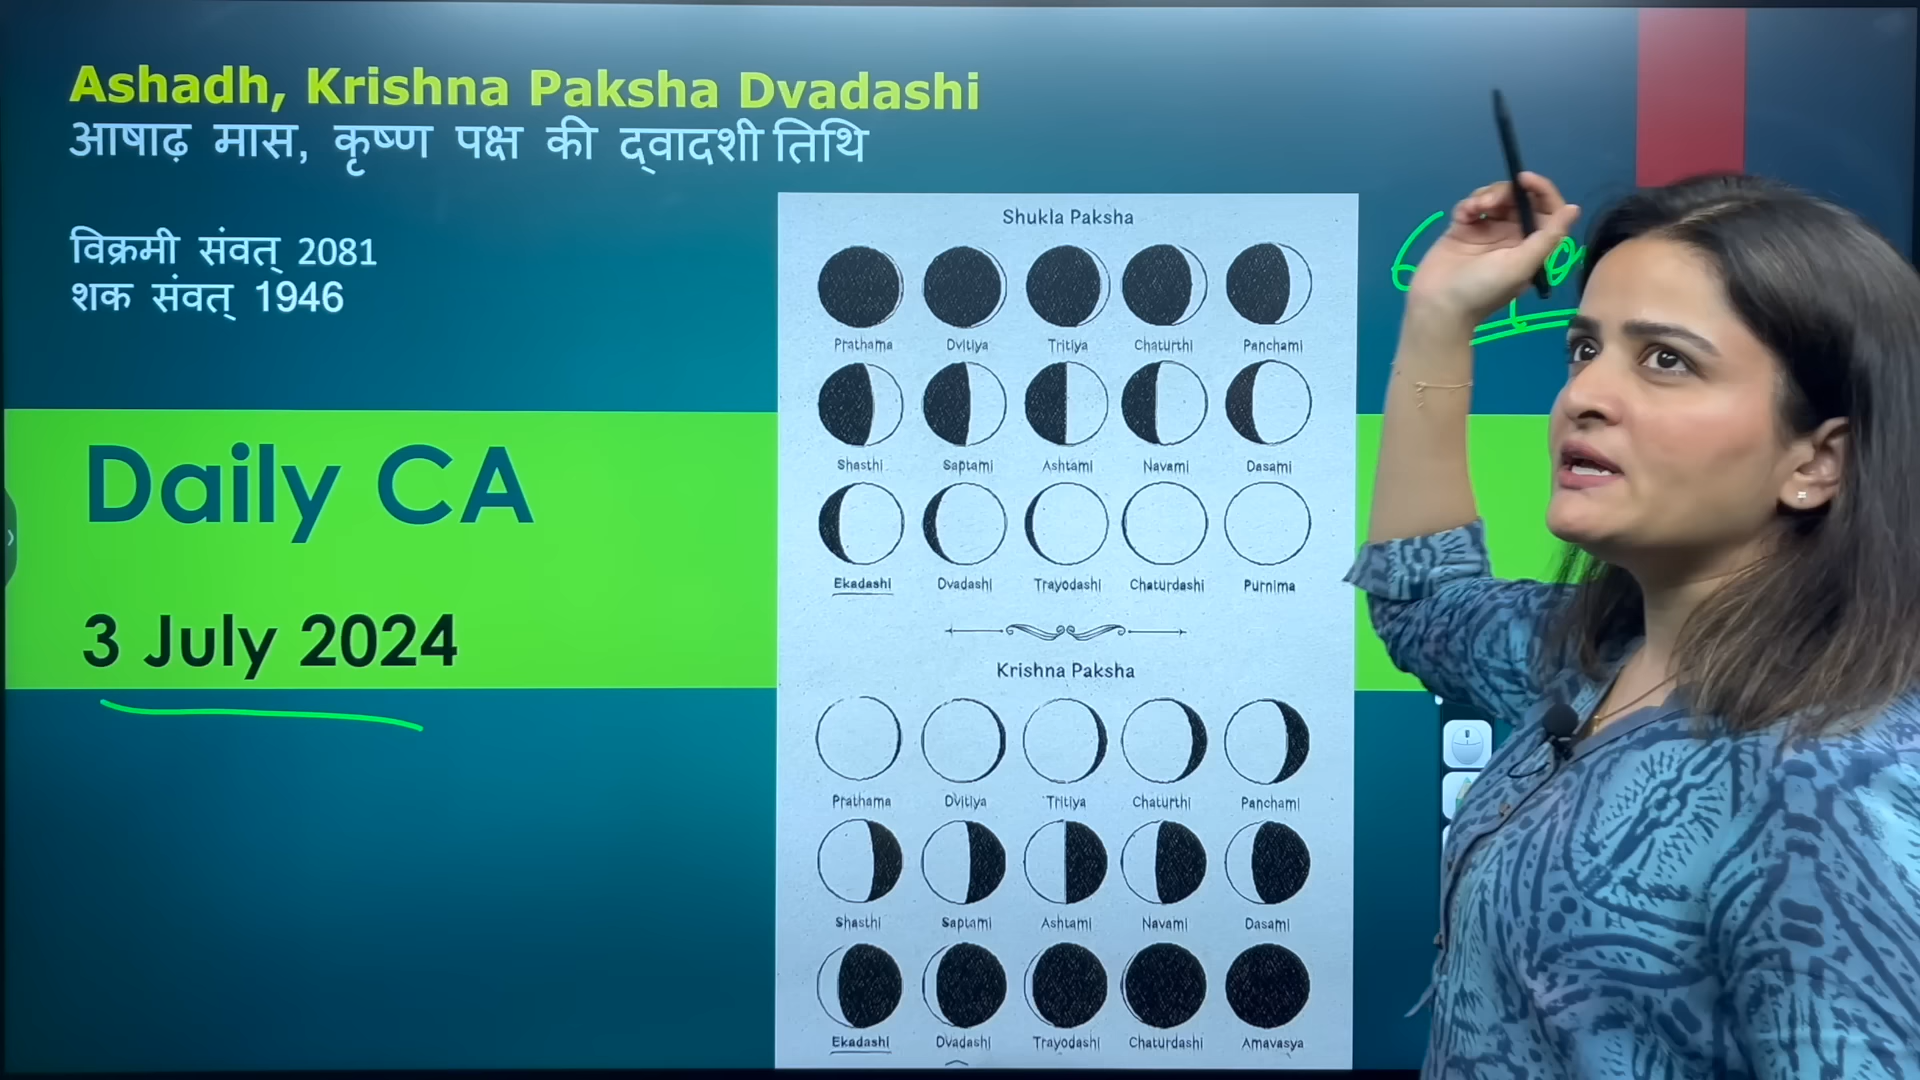 Ashadh, Krishna Paksha Dvadashi
आषाढ़ मास, कृष्ण पक्ष की द्वादशी तिथि
विक्रमी संवत् 2081
शक संवत् 1946
Daily CA
3 July 2024
Shukla Paksha
Prathama Dvitiya Tritiya Chaturthi Panchami
Shasthi Saptami Ashtami Navami Dasami
Ekadashi Dvadashi Trayodashi Chaturdashi Purnima
Krishna Paksha
Prathama Dvitiya Tritiya Chaturthi Panchami
Shasthi Saptami Ashtami Navami Dasami
Ekadashi Dvadashi Trayodashi Chaturdashi Amavasya